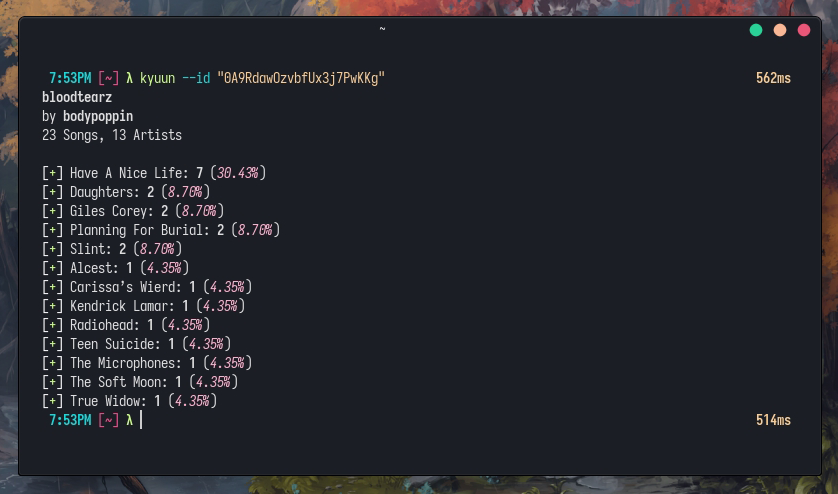 ~
7:53PM [~] λ kyuun --id "0A9RdawOzvbfUx3j7PwKKg" 562ms
bloodtearz
by bodypoppin
23 Songs, 13 Artists
[+] Have A Nice Life: 7 (30.43%)
[+] Daughters: 2 (8.70%)
[+] Giles Corey: 2 (8.70%)
[+] Planning For Burial: 2 (8.70%)
[+] Slint: 2 (8.70%)
[+] Alcest: 1 (4.35%)
[+] Carissa's Wierd: 1 (4.35%)
[+] Kendrick Lamar: 1 (4.35%)
[+] Radiohead: 1 (4.35%)
[+] Teen Suicide: 1 (4.35%)
[+] The Microphones: 1 (4.35%)
[+] The Soft Moon: 1 (4.35%)
[+] True Widow: 1 (4.35%)
7:53PM [~] λ 514ms